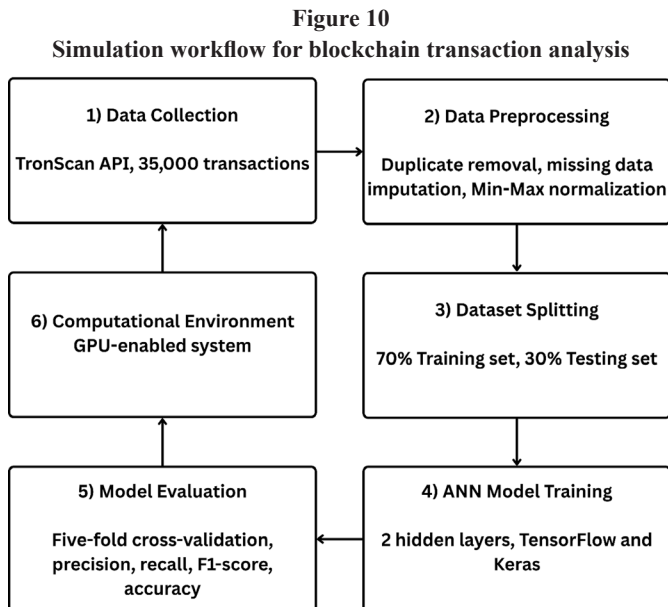 Figure 10
Simulation workflow for blockchain transaction analysis
1) Data Collection
TronScan API, 35,000 transactions
2) Data Preprocessing
Duplicate removal, missing data
imputation, Min-Max normalization
3) Dataset Splitting
70% Training set, 30% Testing set
4) ANN Model Training
2 hidden layers, TensorFlow and
Keras
5) Model Evaluation
Five-fold cross-validation,
precision, recall, F1-score,
accuracy
6) Computational Environment
GPU-enabled system